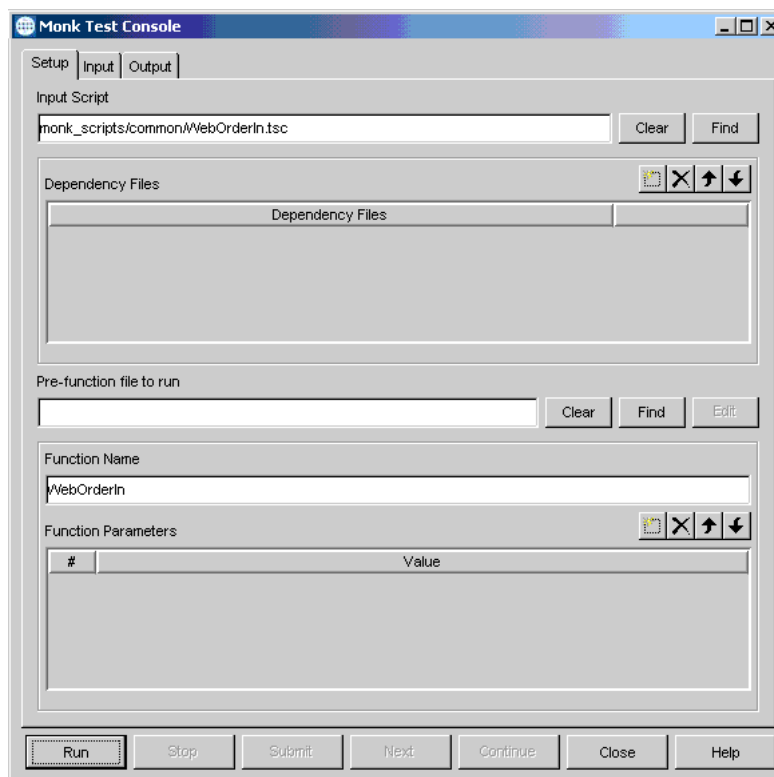 Monk Test Console
Setup Input Output
Input Script
monk_scripts/common/WebOrderIn.tsc Clear Find
Dependency Files
Dependency Files
Pre-function file to run
Clear Find Edit
Function Name
WebOrderIn
Function Parameters
# Value
Run Stop Submit Next Continue Close Help